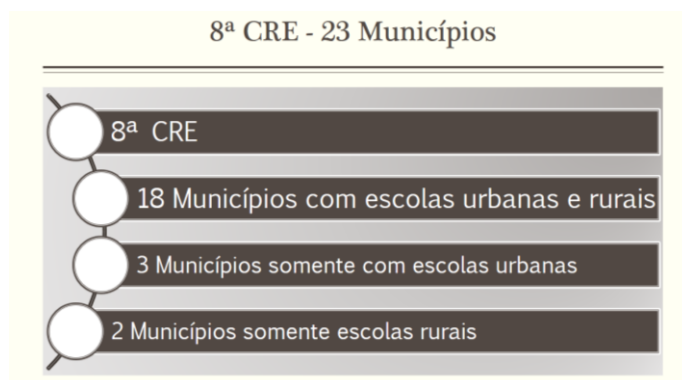 8ª CRE - 23 Municípios
8ª CRE
18 Municípios com escolas urbanas e rurais
3 Municípios somente com escolas urbanas
2 Municípios somente escolas rurais